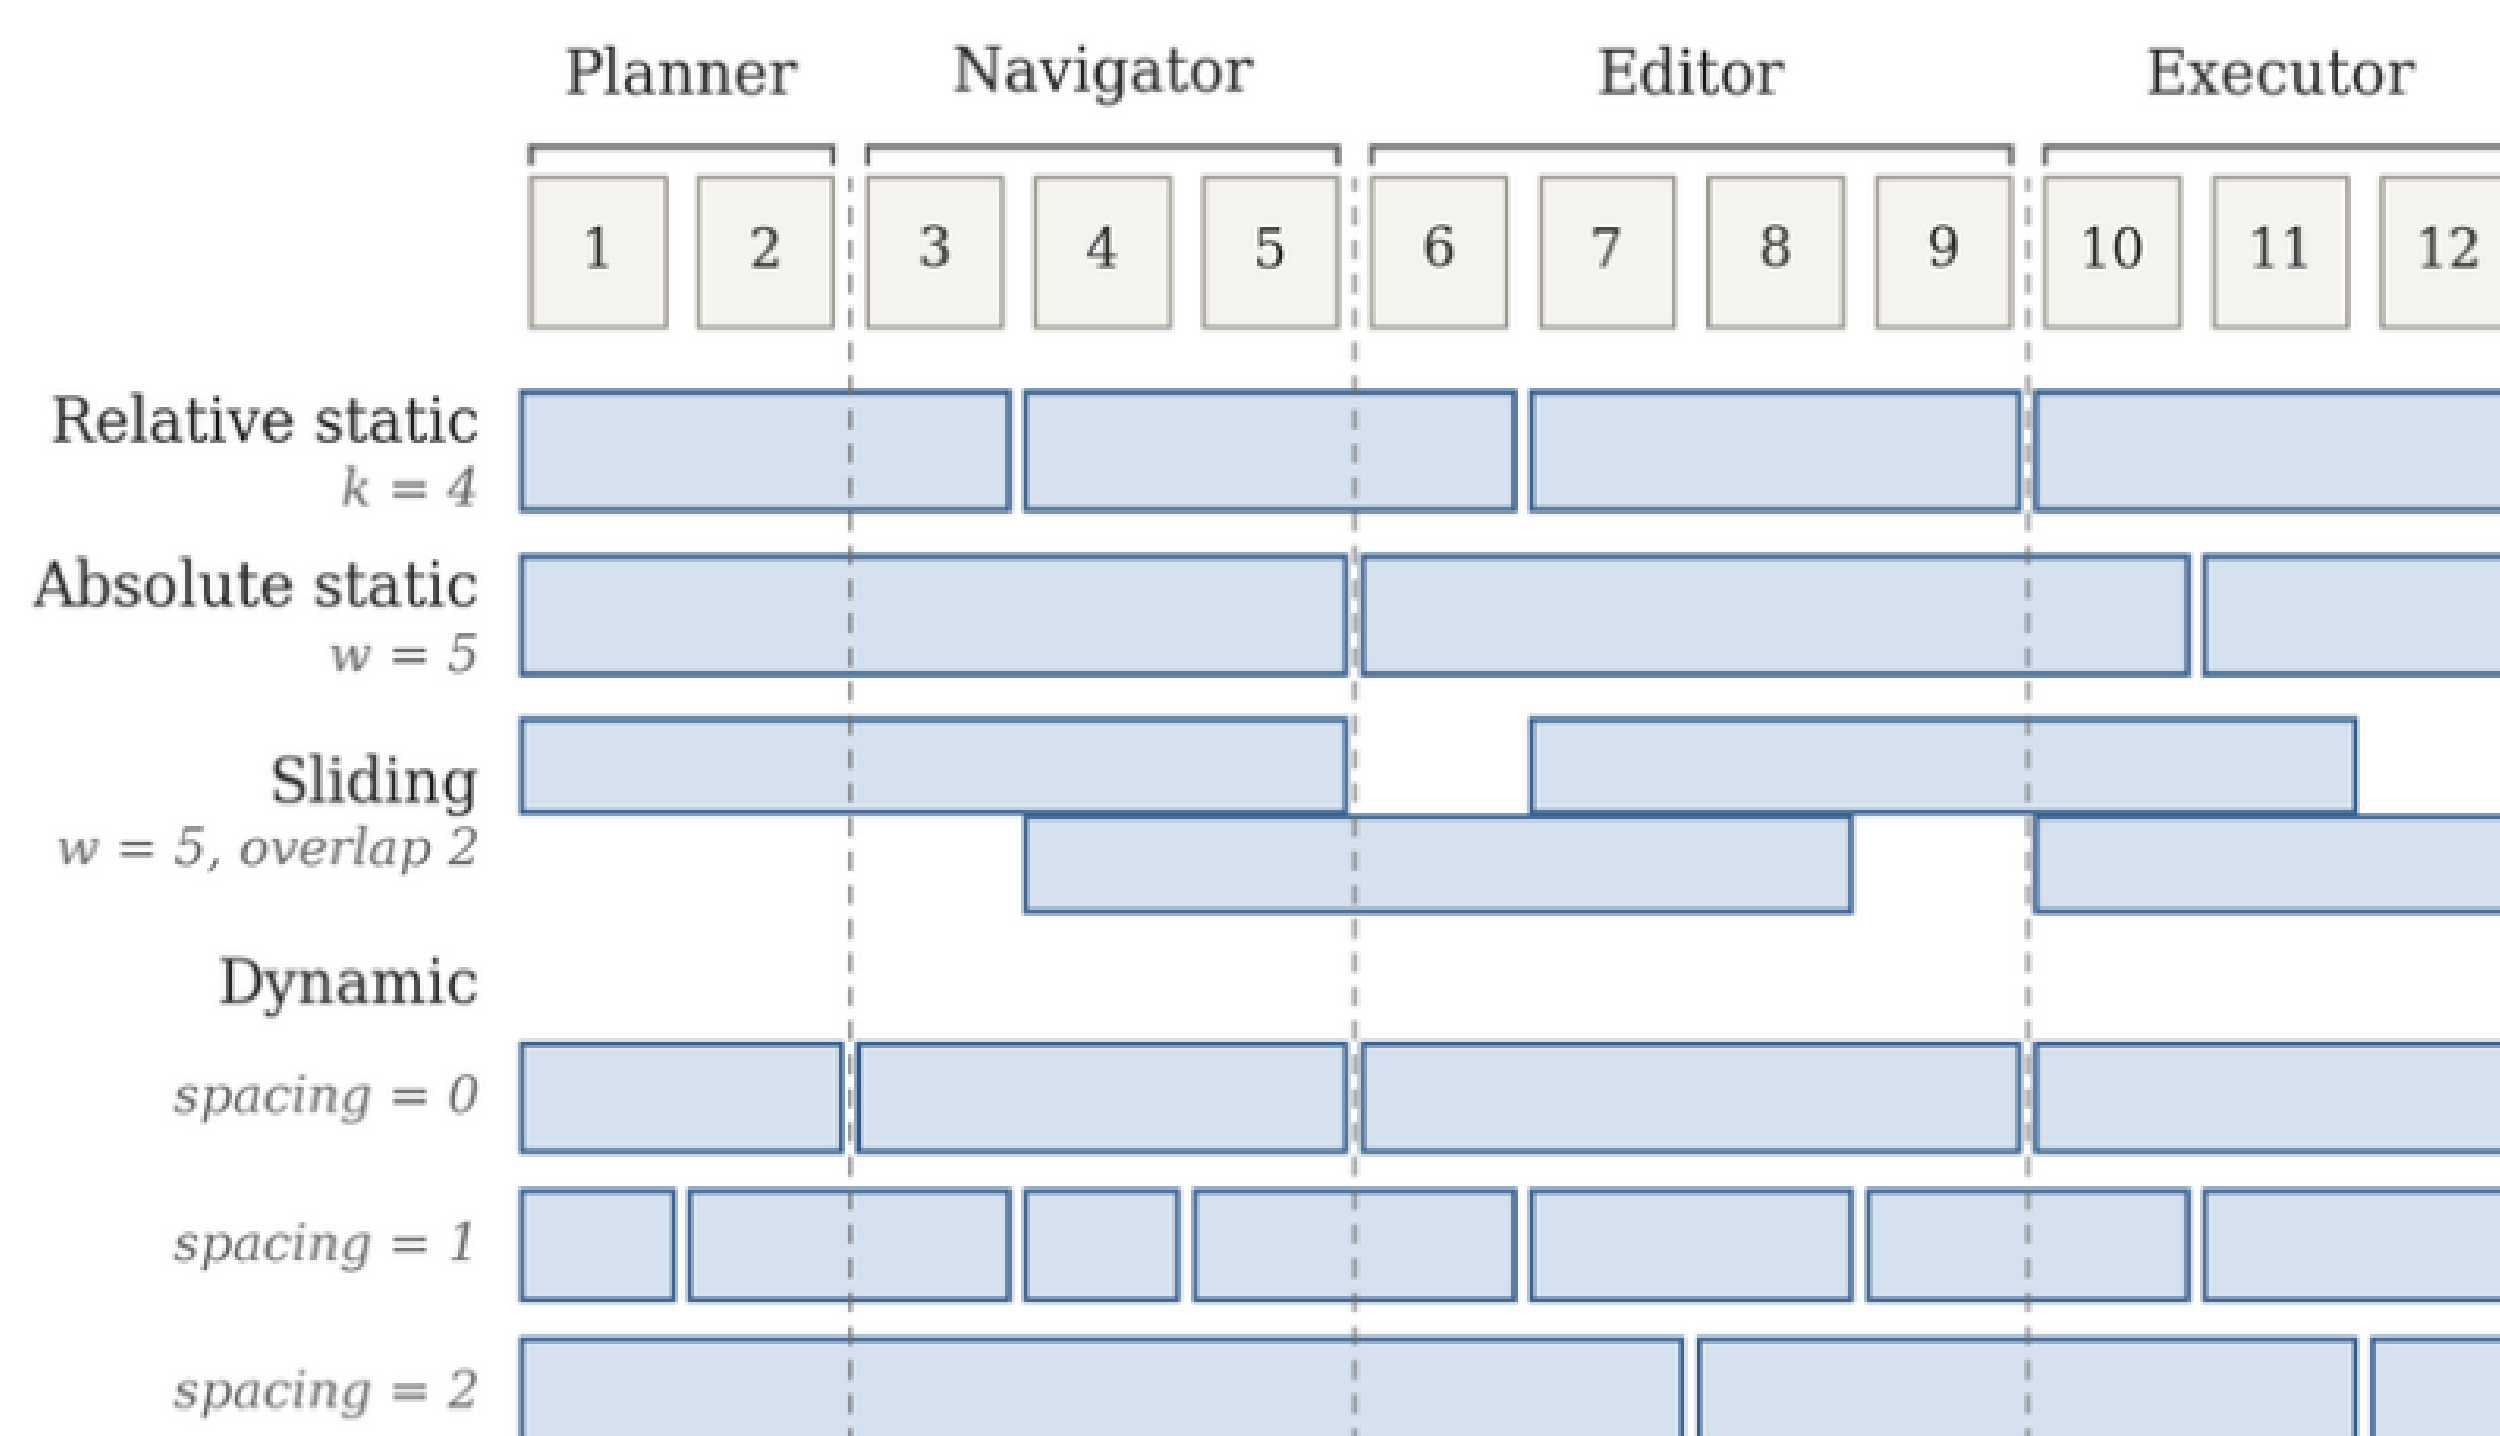 Planner Navigator Editor Executor
1 2 3 4 5 6 7 8 9 10 11 12
Relative static
k = 4
Absolute static
w = 5
Sliding
w = 5, overlap 2
Dynamic
spacing = 0
spacing = 1
spacing = 2